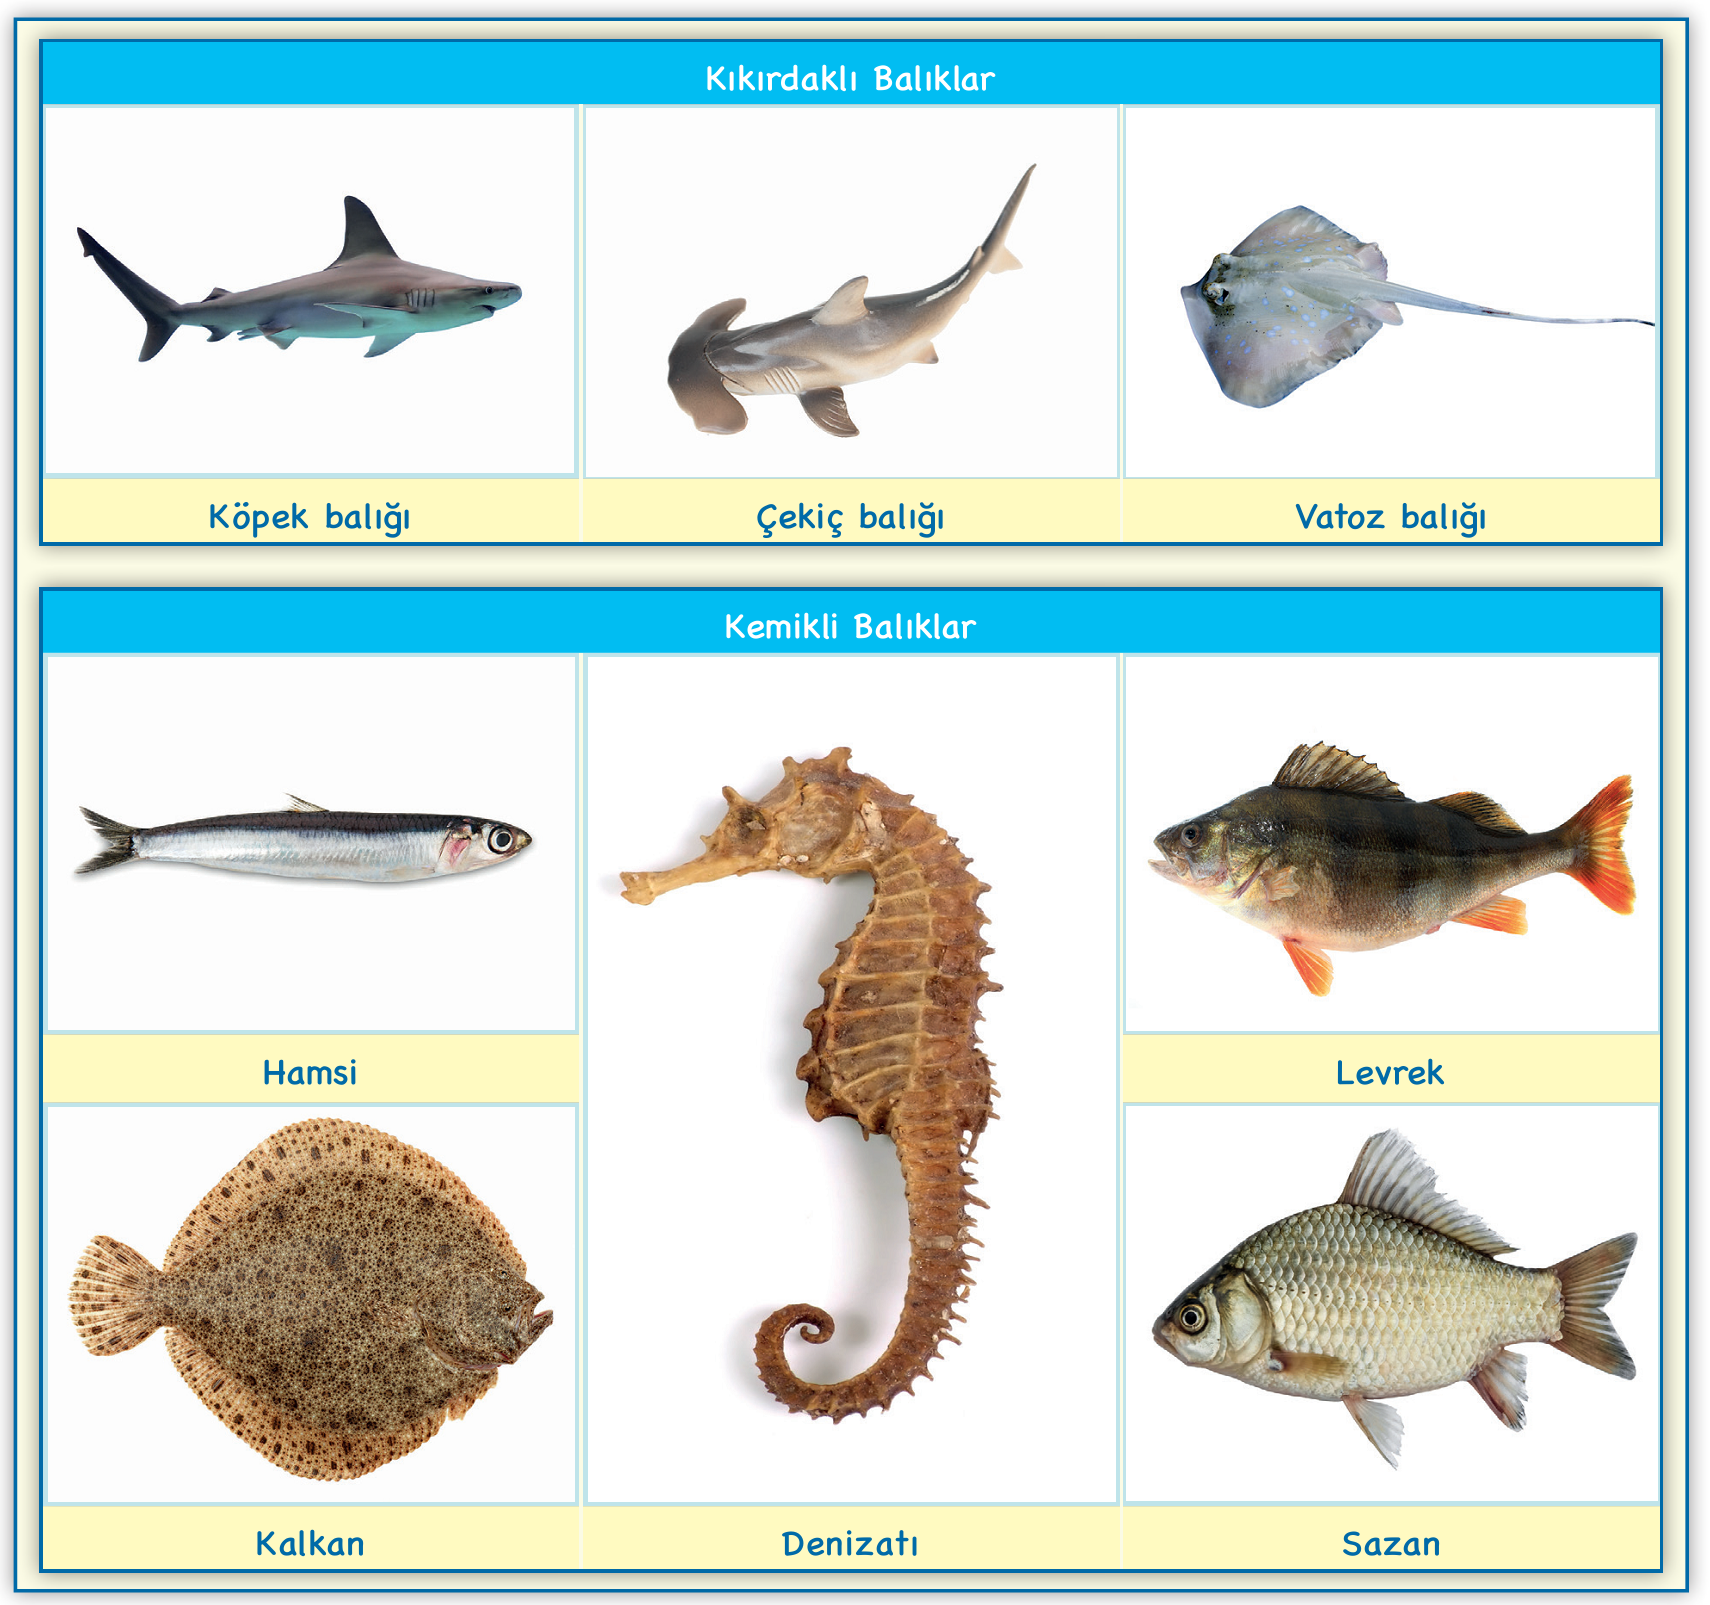 Kıkırdaklı Balıklar
Köpek balığı
Çekiç balığı
Vatoz balığı
Kemikli Balıklar
Hamsi
Levrek
Kalkan
Denizatı
Sazan